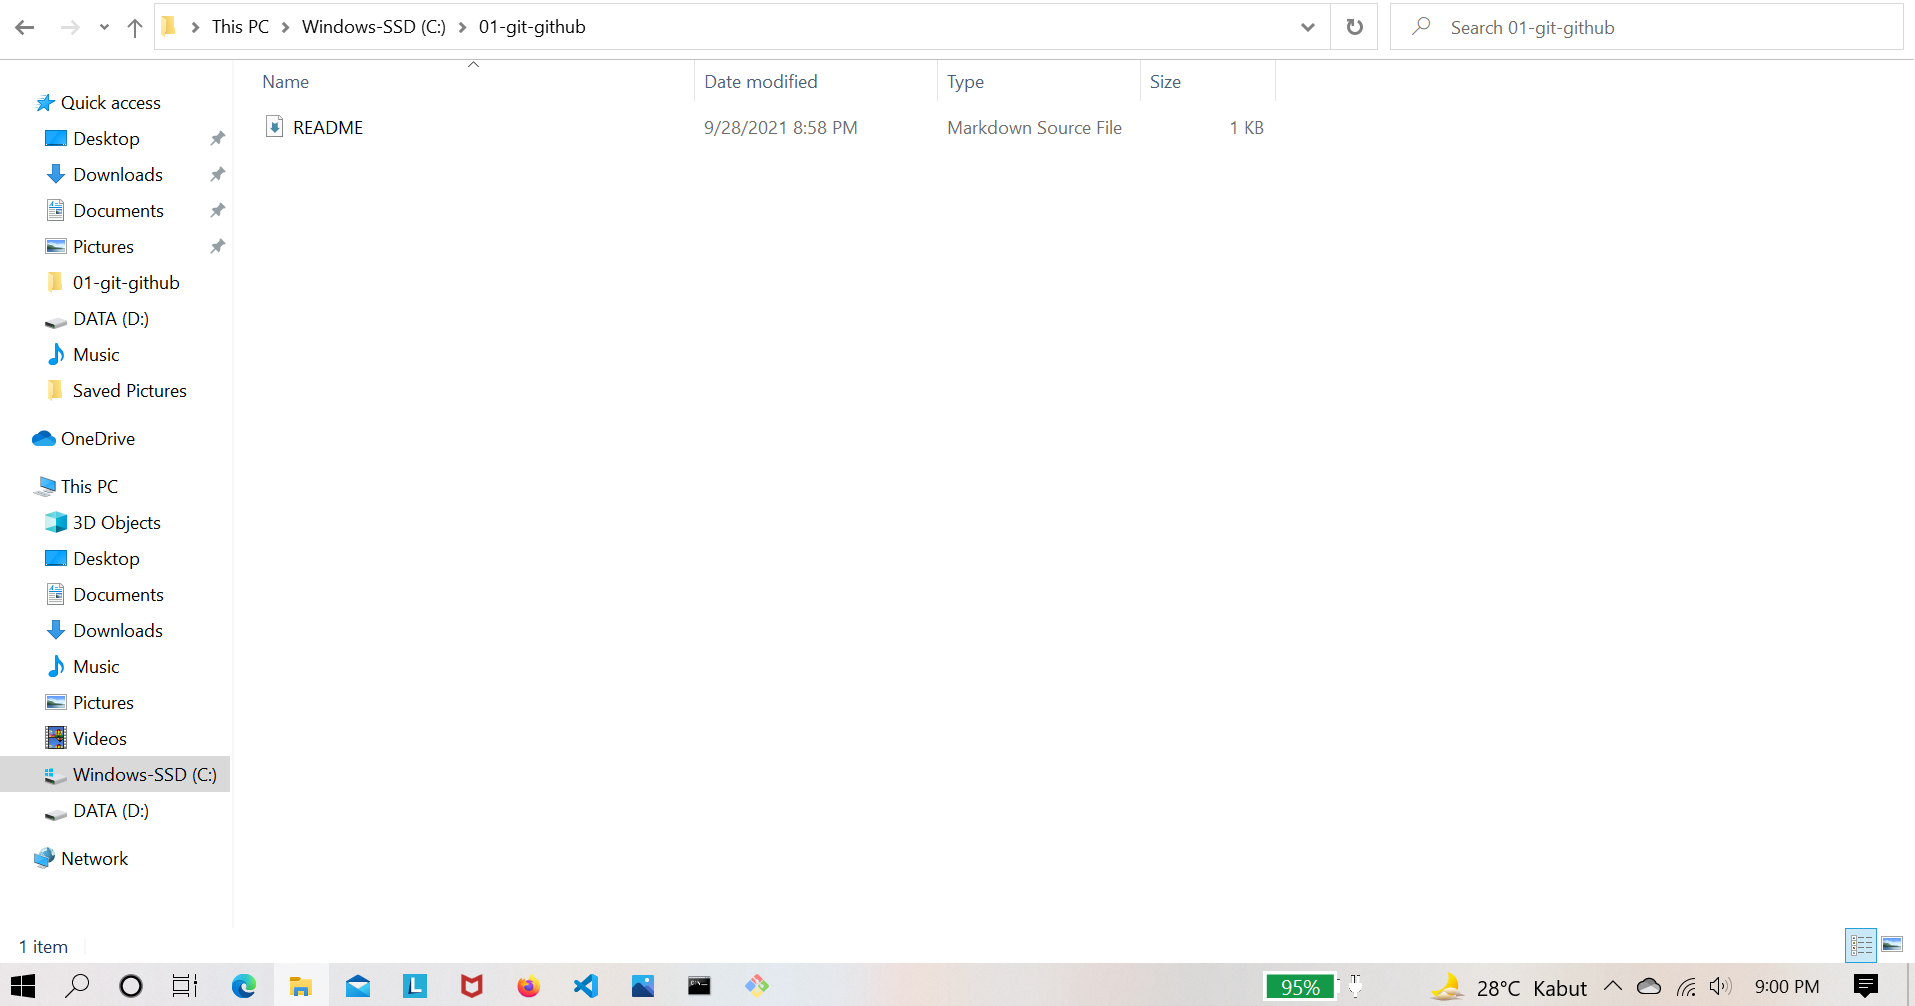 This PC Windows-SSD (C:) 01-git-github
Search 01-git-github
Name Date modified Type Size
README 9/28/2021 8:58 PM Markdown Source File 1 KB
Quick access
Desktop
Downloads
Documents
Pictures
01-git-github
DATA (D:)
Music
Saved Pictures
OneDrive
This PC
3D Objects
Desktop
Documents
Downloads
Music
Pictures
Videos
Windows-SSD (C:)
DATA (D:)
Network
1 item
L
95%
28°C Kabut
9:00 PM